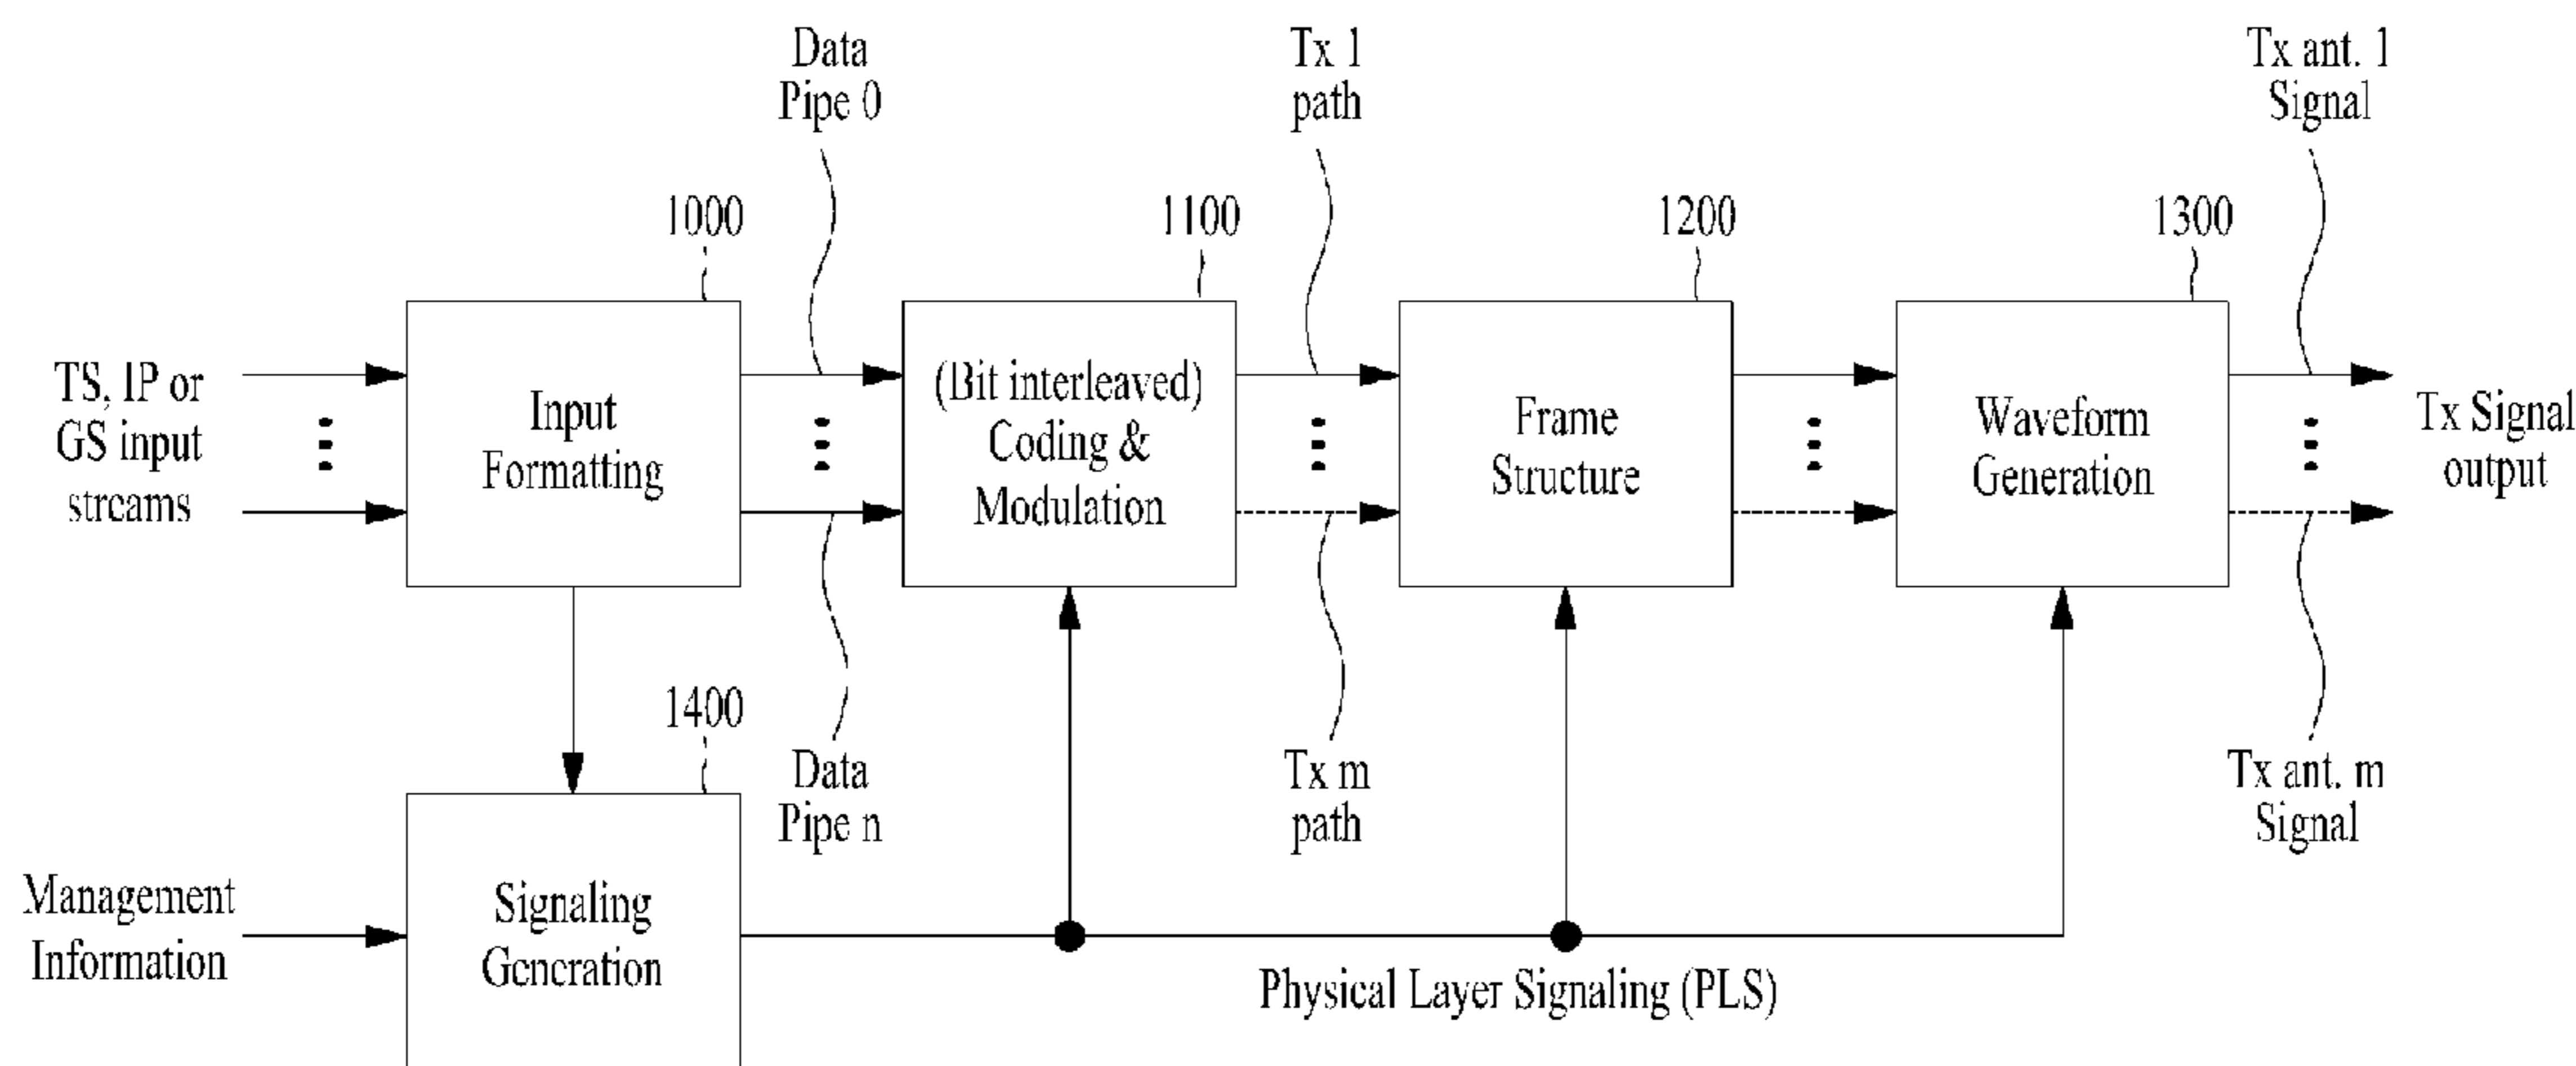 Data
Pipe 0
Tx 1
path
Tx ant. 1
Signal
1000
1100
1200
1300
TS, IP or
GS input
streams
Input
Formatting
(Bit interleaved)
Coding &
Modulation
Frame
Structure
Waveform
Generation
Tx Signal
output
1400
Data
Pipe n
Tx m
path
Tx ant. m
Signal
Management
Information
Signaling
Generation
Physical Layer Signaling (PLS)